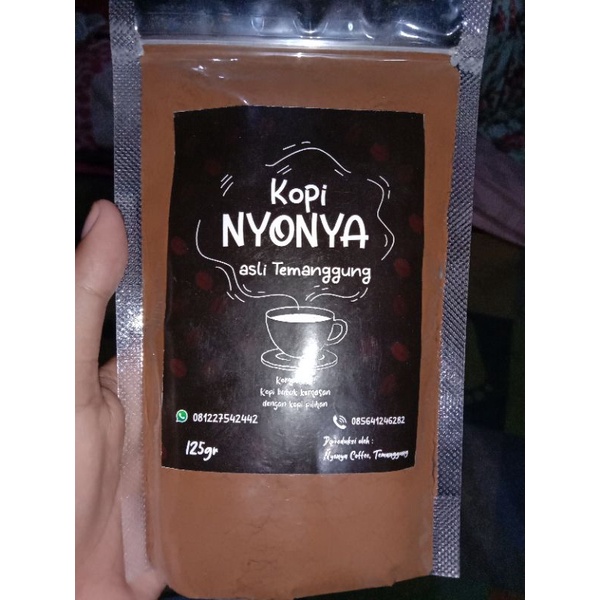 Kopi
NYONYA
asli Temanggung
Kopi bubuk kemasan
dengan kopi pilihan
081227542442
085641246282
125gr
Diproduksi oleh :
Nyonya Coffee, Temanggung